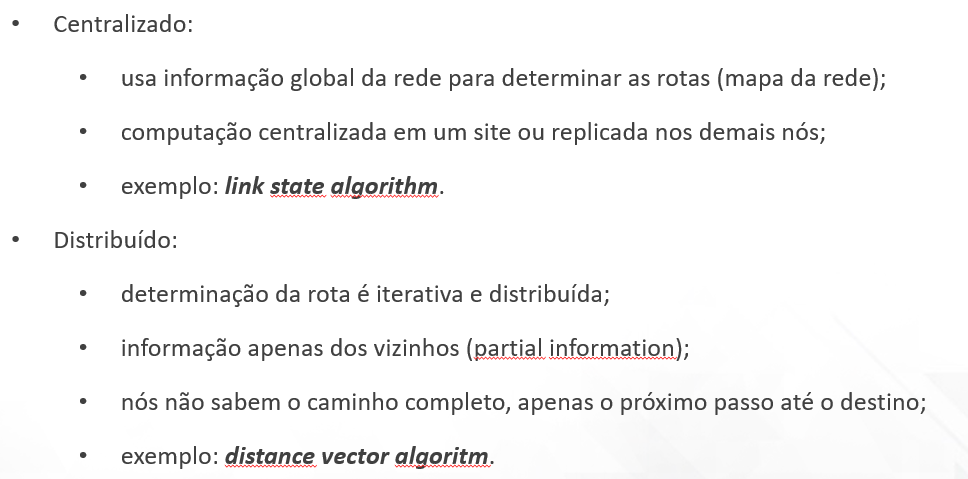 • Centralizado:
• usa informação global da rede para determinar as rotas (mapa da rede);
• computação centralizada em um site ou replicada nos demais nós;
• exemplo: link state algorithm.
• Distribuído:
• determinação da rota é iterativa e distribuída;
• informação apenas dos vizinhos (partial information);
• nós não sabem o caminho completo, apenas o próximo passo até o destino;
• exemplo: distance vector algoritm.